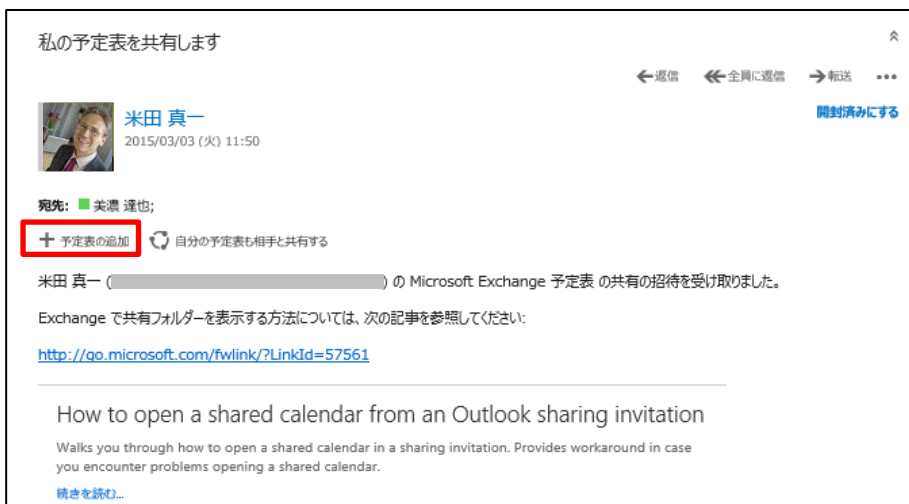 私の予定表を共有します
返信 全員に返信 転送 •••
米田 真一
開封済みにする
2015/03/03 (火) 11:50
宛先: 美濃 達也;
予定表の追加 自分の予定表も相手と共有する
米田 真一 ( ) の Microsoft Exchange 予定表 の共有の招待を受け取りました。
Exchange で共有フォルダーを表示する方法については、次の記事を参照してください:
http://go.microsoft.com/fwlink/?LinkId=57561
How to open a shared calendar from an Outlook sharing invitation
Walks you through how to open a shared calendar in a sharing invitation. Provides workaround in case
you encounter problems opening a shared calendar.
続きを読む...